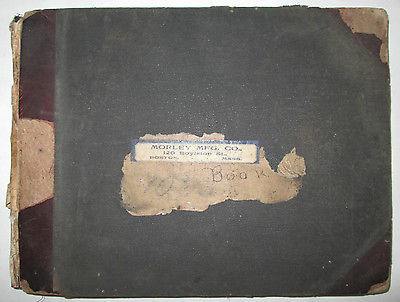 MORLEY MFG. CO.,
120 Boylston St.,
BOSTON, MASS.
Book